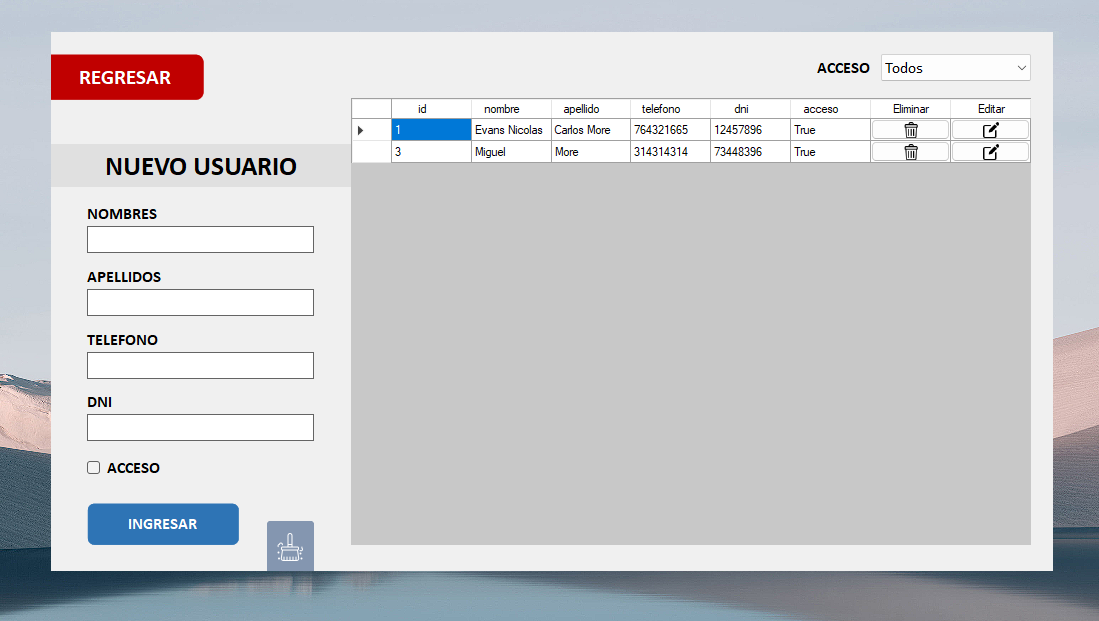 REGRESAR
ACCESO Todos
id nombre apellido telefono dni acceso Eliminar Editar
1 Evans Nicolas Carlos More 764321665 12457896 True
3 Miguel More 314314314 73448396 True
NUEVO USUARIO
NOMBRES
APELLIDOS
TELEFONO
DNI
ACCESO
INGRESAR